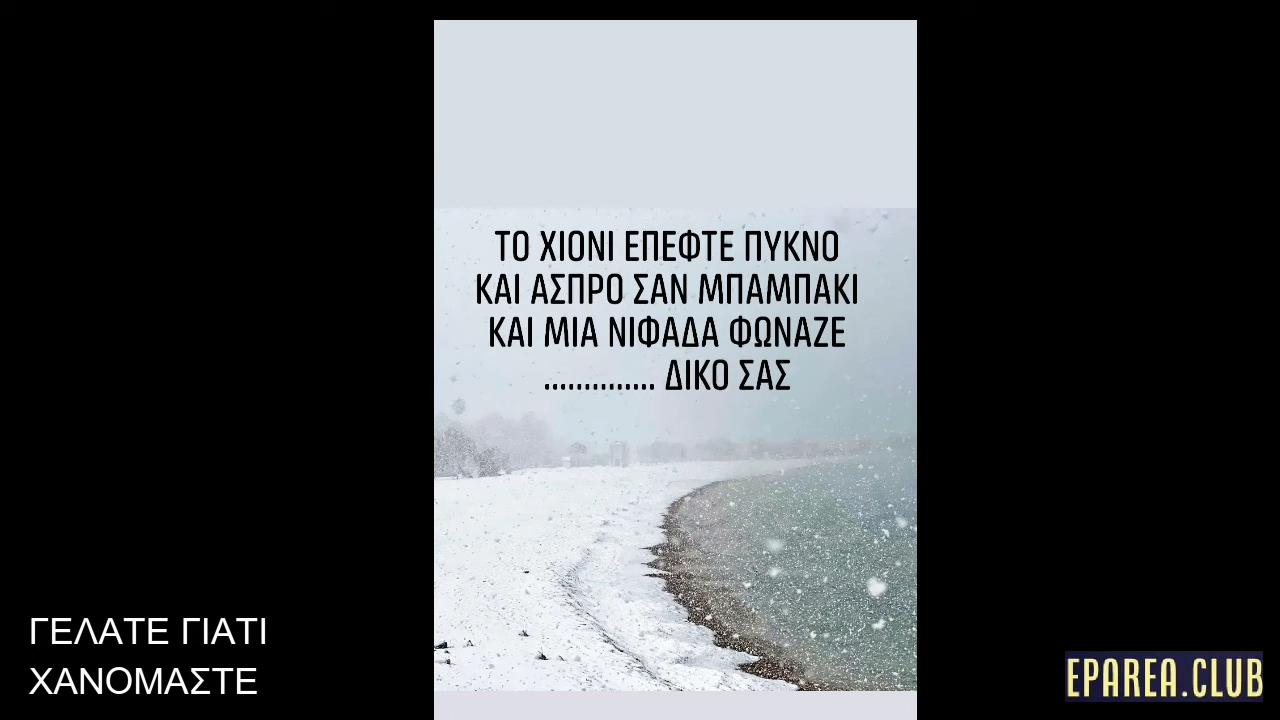 ΤΟ ΧΙΟΝΙ ΕΠΕΦΤΕ ΠΥΚΝΟ
ΚΑΙ ΑΣΠΡΟ ΣΑΝ ΜΠΑΜΠΑΚΙ
ΚΑΙ ΜΙΑ ΝΙΦΑΔΑ ΦΩΝΑΖΕ
.............. ΔΙΚΟ ΣΑΣ
ΓΕΛΑΤΕ ΓΙΑΤΙ
ΧΑΝΟΜΑΣΤΕ
EPAREA.CLUB